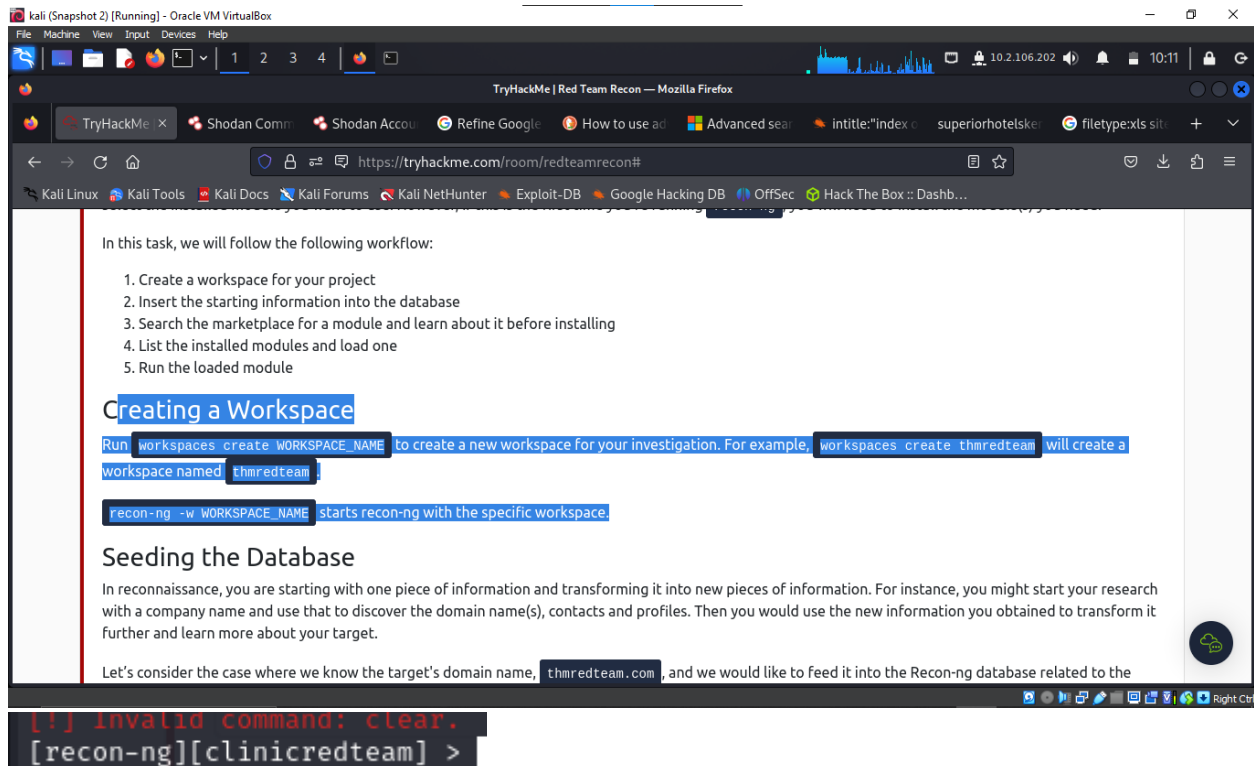 kali (Snapshot 2) [Running] - Oracle VM VirtualBox
File Machine View Input Devices Help
1 2 3 4 10.2.106.202 10:11
TryHackMe | Red Team Recon — Mozilla Firefox
TryHackMe Shodan Comm Shodan Accou Refine Google How to use ad Advanced sear intitle:"index o superiorhotelsker filetype:xls site
https://tryhackme.com/room/redteamrecon#
Kali Linux Kali Tools Kali Docs Kali Forums Kali NetHunter Exploit-DB Google Hacking DB OffSec Hack The Box :: Dashb…
In this task, we will follow the following workflow:
1. Create a workspace for your project
2. Insert the starting information into the database
3. Search the marketplace for a module and learn about it before installing
4. List the installed modules and load one
5. Run the loaded module
Creating a Workspace
Run workspaces create WORKSPACE_NAME to create a new workspace for your investigation. For example, workspaces create thmredteam will create a
workspace named thmredteam.
recon-ng -w WORKSPACE_NAME starts recon-ng with the specific workspace.
Seeding the Database
In reconnaissance, you are starting with one piece of information and transforming it into new pieces of information. For instance, you might start your research
with a company name and use that to discover the domain name(s), contacts and profiles. Then you would use the new information you obtained to transform it
further and learn more about your target.
Let's consider the case where we know the target's domain name, thmredteam.com, and we would like to feed it into the Recon-ng database related to the
Right Ctrl
[!] Invalid command: clear.
[recon-ng][clinicredteam] >